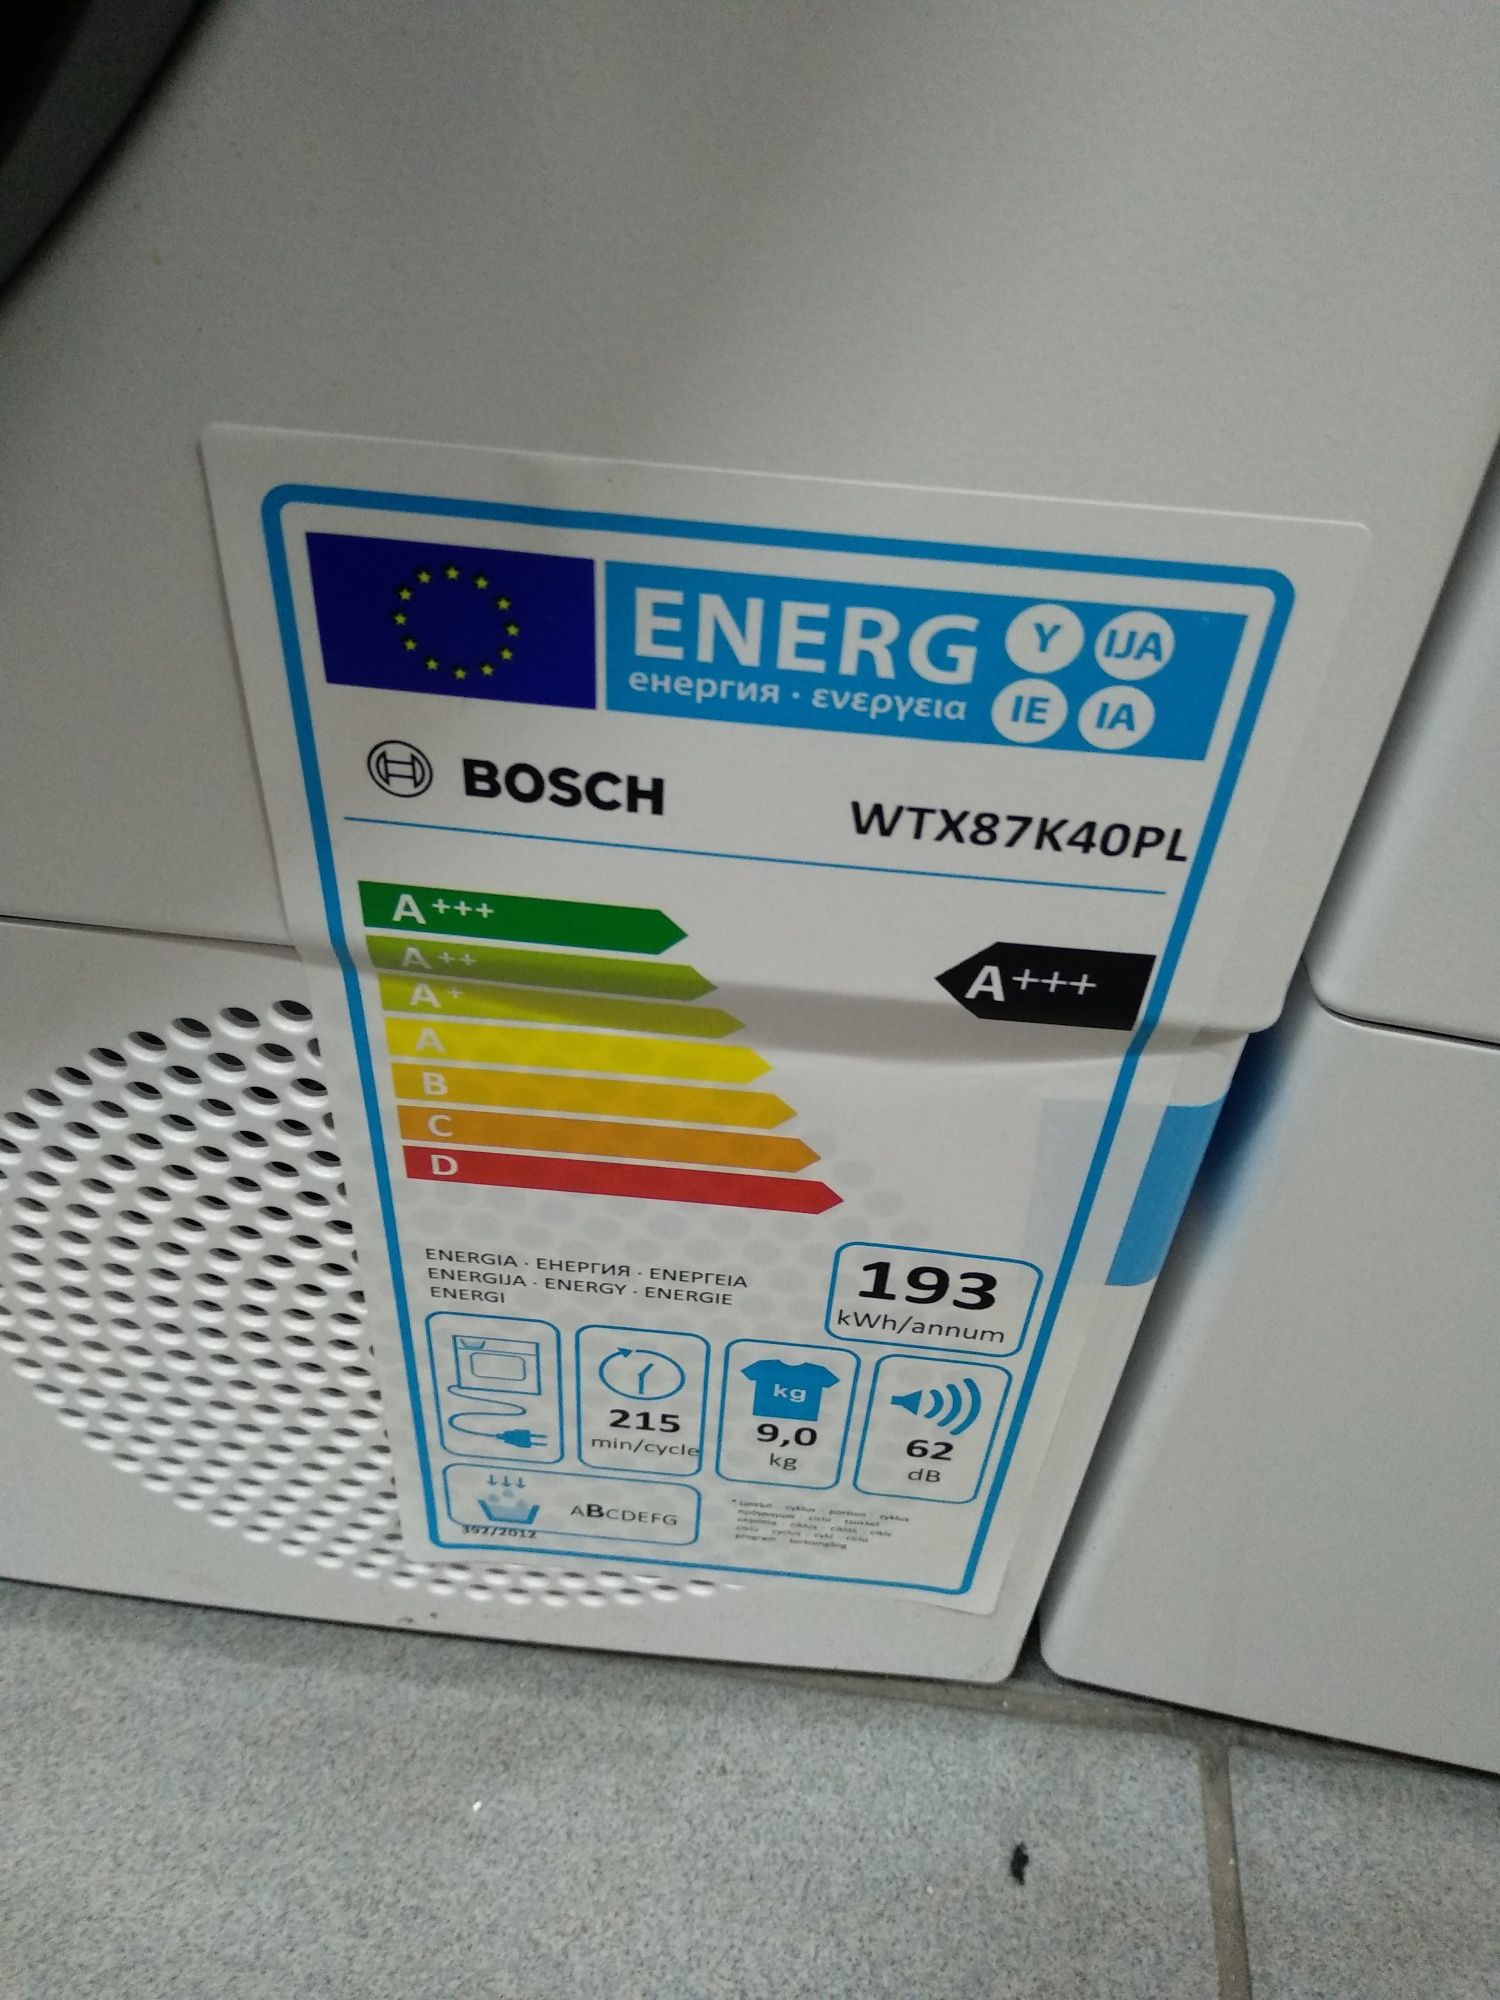 ENERG Y IJA
енергия · ενεργεια IE IA
BOSCH WTX87K40PL
A+++
A+++
A++
A+
A
B
C
D
ENERGIA · ЕНЕРГИЯ · ΕΝΕΡΓΕΙΑ
ENERGIJA · ENERGY · ENERGIE
ENERGI
193
kWh/annum
215
min/cycle
kg
9,0
kg
62
dB
ABCDEFG
392/2012